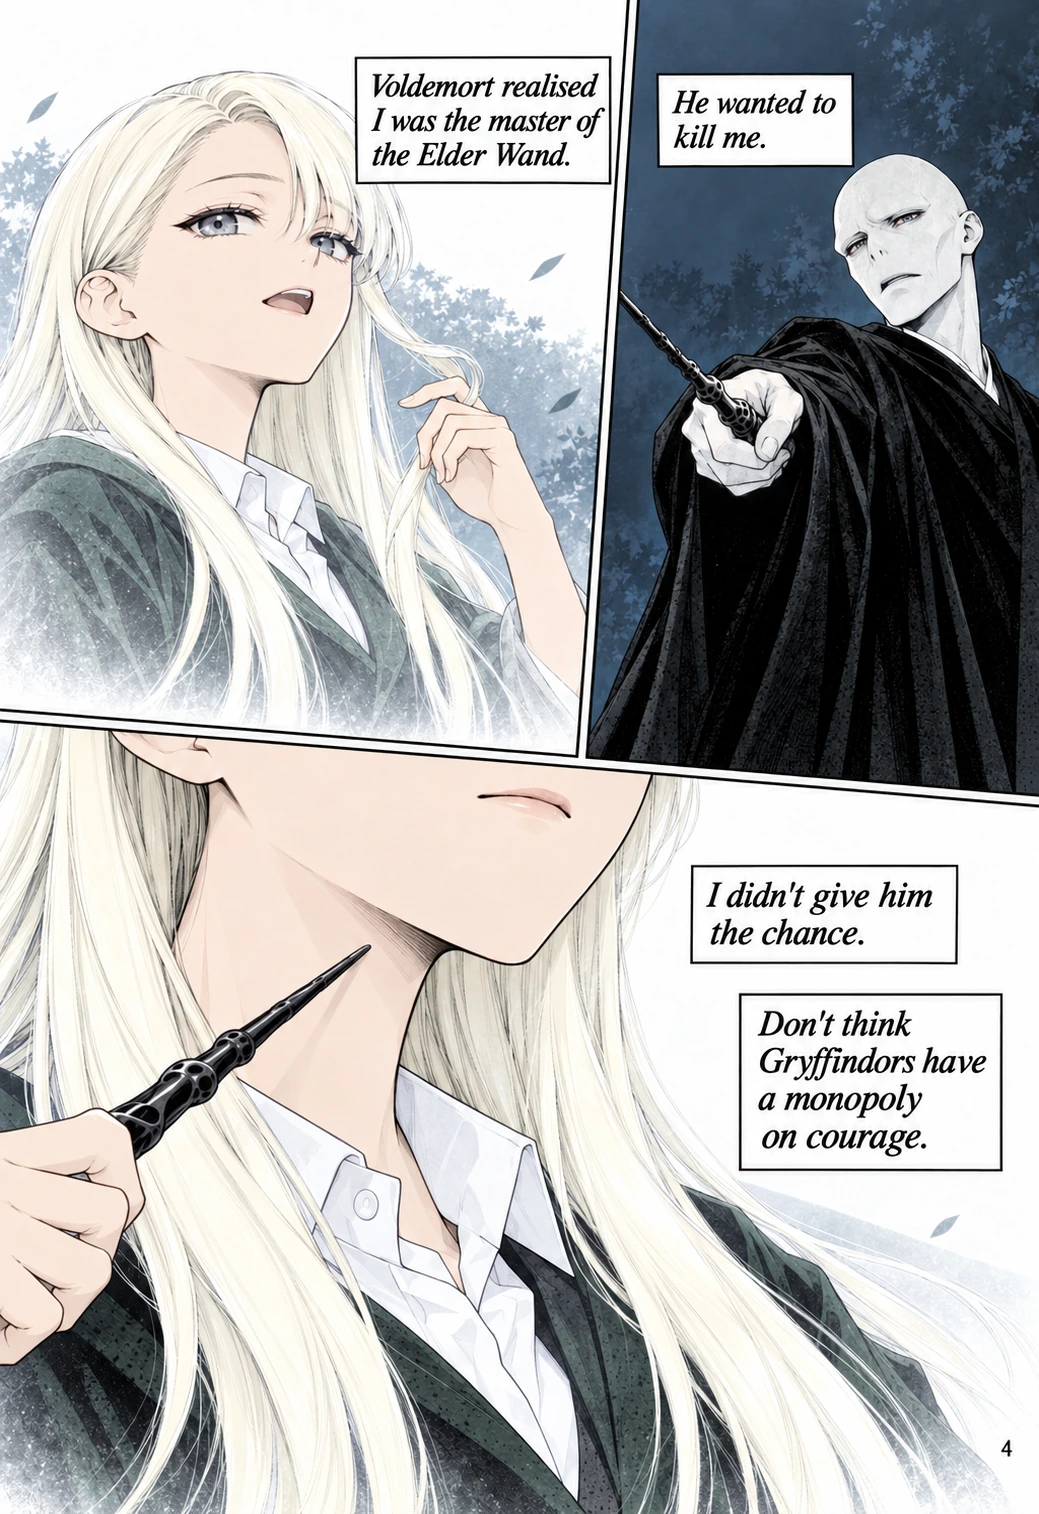 Voldemort realised
I was the master of
the Elder Wand.
He wanted to
kill me.
I didn't give him
the chance.
Don't think
Gryffindors have
a monopoly
on courage.
4